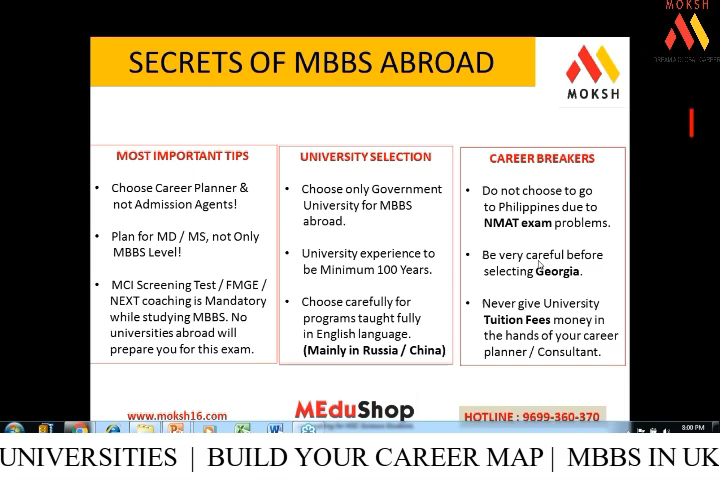 MOKSH
DREAM A GLOBAL CAREER
SECRETS OF MBBS ABROAD
MOKSH
MOST IMPORTANT TIPS
• Choose Career Planner &
not Admission Agents!
• Plan for MD / MS, not Only
MBBS Level!
• MCI Screening Test / FMGE /
NEXT coaching is Mandatory
while studying MBBS. No
universities abroad will
prepare you for this exam.
UNIVERSITY SELECTION
• Choose only Government
University for MBBS
abroad.
• University experience to
be Minimum 100 Years.
• Choose carefully for
programs taught fully
in English language.
(Mainly in Russia / China)
CAREER BREAKERS
• Do not choose to go
to Philippines due to
NMAT exam problems.
• Be very careful before
selecting Georgia.
• Never give University
Tuition Fees money in
the hands of your career
planner / Consultant.
www.moksh16.com
MEduShop
HOTLINE : 9699-360-370
8:00 PM
UNIVERSITIES | BUILD YOUR CAREER MAP | MBBS IN UK